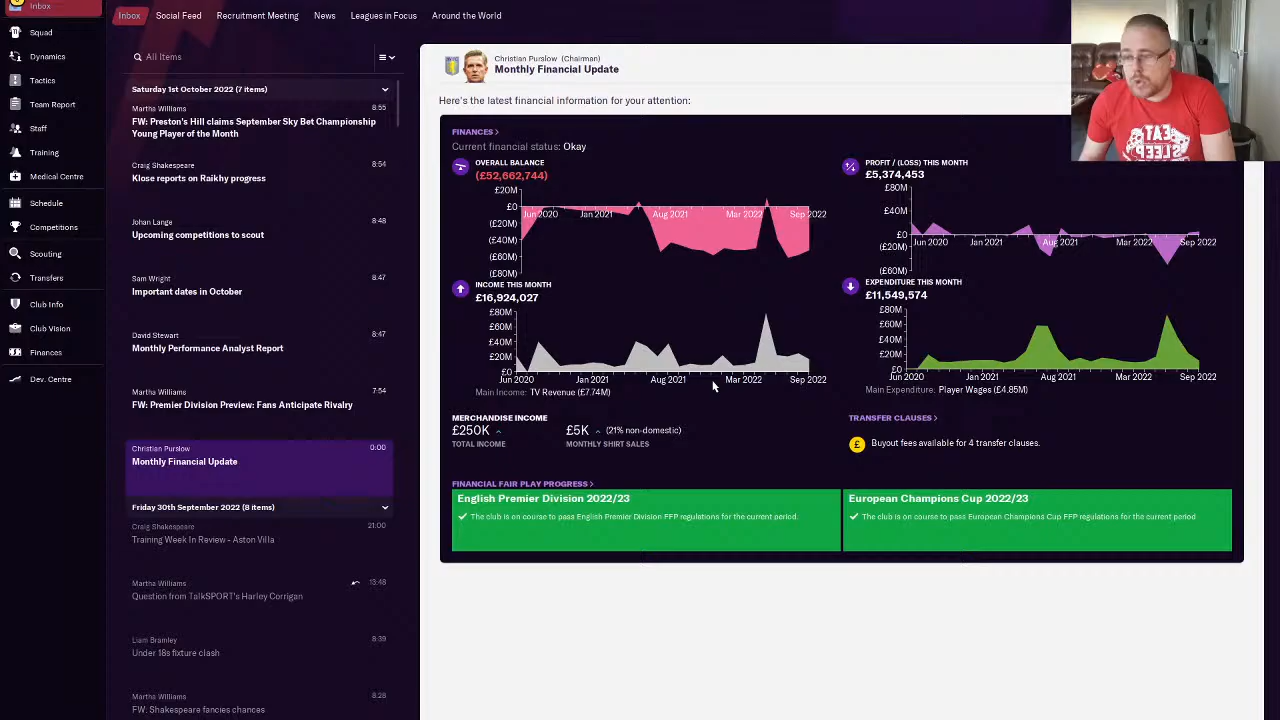 Inbox
Squad
Dynamics
Tactics
Team Report
Staff
Training
Medical Centre
Schedule
Competitions
Scouting
Transfers
Club Info
Club Vision
Finances
Dev. Centre
Inbox
Social Feed
Recruitment Meeting
News
Leagues in Focus
Around the World
All Items
Saturday 1st October 2022 (7 items)
Martha Williams 8:55
FW: Preston's Hill claims September Sky Bet Championship
Young Player of the Month
Craig Shakespeare 8:54
Klose reports on Raikhy progress
Johan Lange 8:48
Upcoming competitions to scout
Sam Wright 8:47
Important dates in October
David Stewart 8:47
Monthly Performance Analyst Report
Martha Williams 7:54
FW: Premier Division Preview: Fans Anticipate Rivalry
Christian Purslow 0:00
Monthly Financial Update
Friday 30th September 2022 (8 items)
Craig Shakespeare 21:00
Training Week In Review - Aston Villa
Martha Williams 13:48
Question from TalkSPORT's Harley Corrigan
Liam Bramley 8:39
Under 18s fixture clash
Martha Williams 8:28
FW: Shakespeare fancies chances
Christian Purslow (Chairman)
Monthly Financial Update
Here's the latest financial information for your attention:
FINANCES >
Current financial status: Okay
OVERALL BALANCE
(£52,662,744)
£20M
£0
(£20M)
(£40M)
(£60M)
(£80M)
Jun 2020 Jan 2021 Aug 2021 Mar 2022 Sep 2022
PROFIT / (LOSS) THIS MONTH
£5,374,453
£80M
£40M
£0
(£20M)
(£60M)
Jun 2020 Jan 2021 Aug 2021 Mar 2022 Sep 2022
INCOME THIS MONTH
£16,924,027
£80M
£60M
£40M
£20M
£0
Jun 2020 Jan 2021 Aug 2021 Mar 2022 Sep 2022
Main Income: TV Revenue (£7.74M)
EXPENDITURE THIS MONTH
£11,549,574
£80M
£60M
£40M
£20M
£0
Jun 2020 Jan 2021 Aug 2021 Mar 2022 Sep 2022
Main Expenditure: Player Wages (£4.85M)
MERCHANDISE INCOME
£250K £5K (21% non-domestic)
TOTAL INCOME MONTHLY SHIRT SALES
TRANSFER CLAUSES >
£ Buyout fees available for 4 transfer clauses.
FINANCIAL FAIR PLAY PROGRESS >
English Premier Division 2022/23
The club is on course to pass English Premier Division FFP regulations for the current period.
European Champions Cup 2022/23
The club is on course to pass European Champions Cup FFP regulations for the current period
EAT
SLEEP